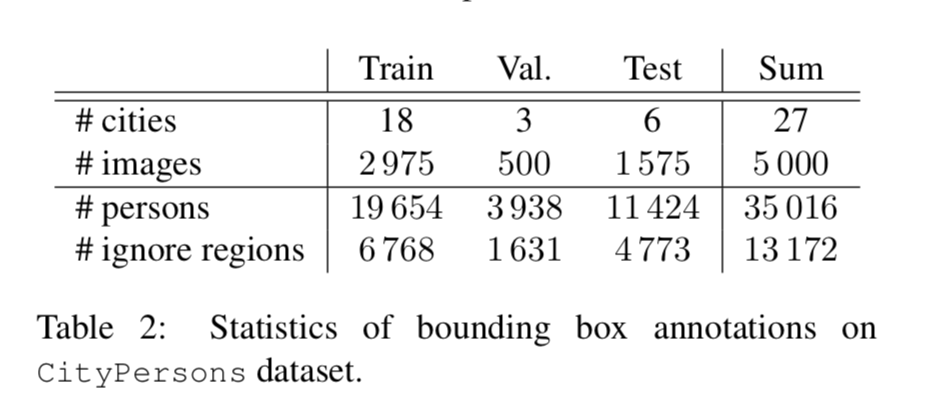 Train Val. Test Sum
# cities 18 3 6 27
# images 2 975 500 1 575 5 000
# persons 19 654 3 938 11 424 35 016
# ignore regions 6 768 1 631 4 773 13 172
Table 2: Statistics of bounding box annotations on
CityPersons dataset.